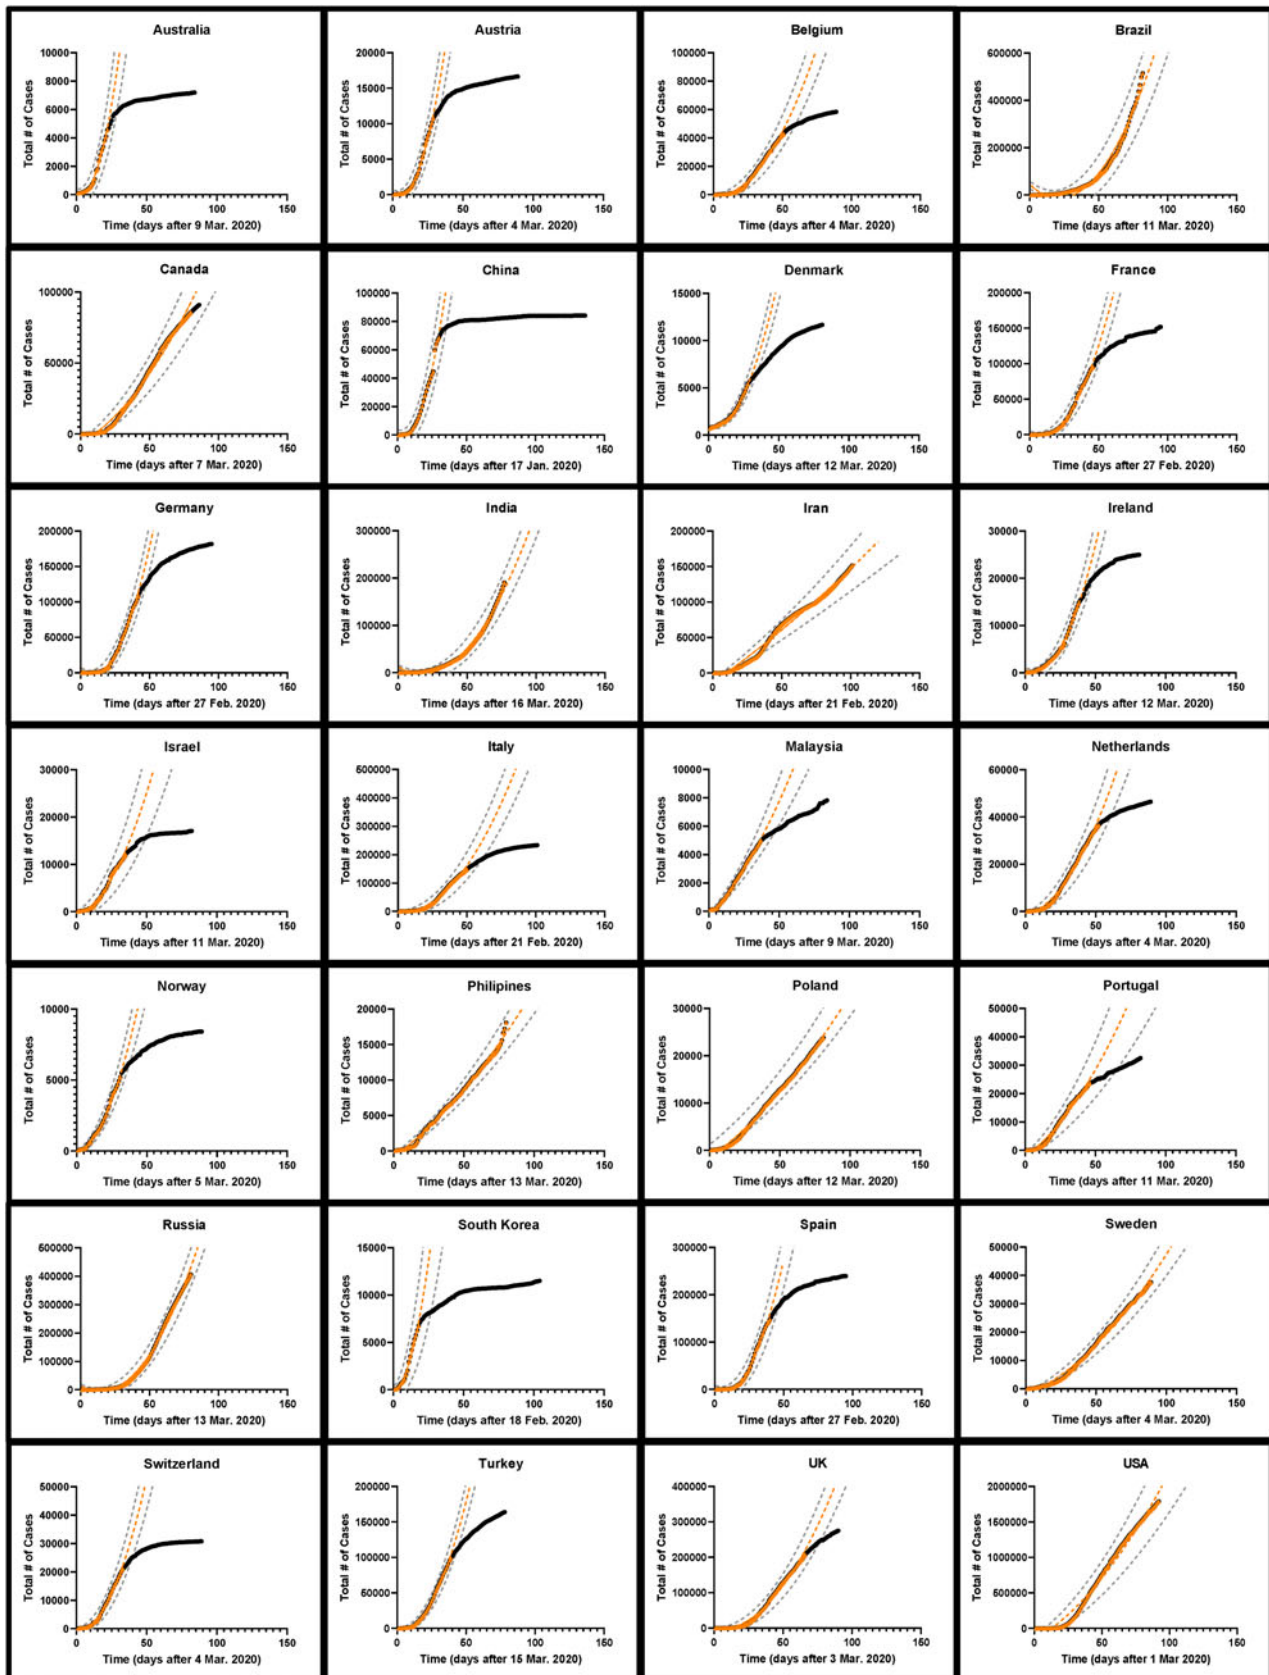 Australia
Total # of Cases
10000
8000
6000
4000
2000
0
0 50 100 150
Time (days after 9 Mar. 2020)
Austria
Total # of Cases
20000
15000
10000
5000
0
0 50 100 150
Time (days after 4 Mar. 2020)
Belgium
Total # of Cases
100000
80000
60000
40000
20000
0
0 50 100 150
Time (days after 4 Mar. 2020)
Brazil
Total # of Cases
600000
400000
200000
0
0 50 100 150
Time (days after 11 Mar. 2020)
Canada
Total # of Cases
100000
50000
0
0 50 100 150
Time (days after 7 Mar. 2020)
China
Total # of Cases
100000
80000
60000
40000
20000
0
0 50 100 150
Time (days after 17 Jan. 2020)
Denmark
Total # of Cases
15000
10000
5000
0
0 50 100 150
Time (days after 12 Mar. 2020)
France
Total # of Cases
200000
150000
100000
50000
0
0 50 100 150
Time (days after 27 Feb. 2020)
Germany
Total # of Cases
200000
150000
100000
50000
0
0 50 100 150
Time (days after 27 Feb. 2020)
India
Total # of Cases
300000
200000
100000
0
0 50 100 150
Time (days after 16 Mar. 2020)
Iran
Total # of Cases
200000
150000
100000
50000
0
0 50 100 150
Time (days after 21 Feb. 2020)
Ireland
Total # of Cases
30000
20000
10000
0
0 50 100 150
Time (days after 12 Mar. 2020)
Israel
Total # of Cases
30000
20000
10000
0
0 50 100 150
Time (days after 11 Mar. 2020)
Italy
Total # of Cases
500000
400000
300000
200000
100000
0
0 50 100 150
Time (days after 21 Feb. 2020)
Malaysia
Total # of Cases
10000
8000
6000
4000
2000
0
0 50 100 150
Time (days after 9 Mar. 2020)
Netherlands
Total # of Cases
60000
40000
20000
0
0 50 100 150
Time (days after 4 Mar. 2020)
Norway
Total # of Cases
10000
5000
0
0 50 100 150
Time (days after 5 Mar. 2020)
Philipines
Total # of Cases
20000
15000
10000
5000
0
0 50 100 150
Time (days after 13 Mar. 2020)
Poland
Total # of Cases
30000
20000
10000
0
0 50 100 150
Time (days after 12 Mar. 2020)
Portugal
Total # of Cases
50000
40000
30000
20000
10000
0
0 50 100 150
Time (days after 11 Mar. 2020)
Russia
Total # of Cases
600000
400000
300000
200000
100000
0
0 50 100 150
Time (days after 13 Mar. 2020)
South Korea
Total # of Cases
15000
10000
5000
0
0 50 100 150
Time (days after 18 Feb. 2020)
Spain
Total # of Cases
300000
200000
100000
0
0 50 100 150
Time (days after 27 Feb. 2020)
Sweden
Total # of Cases
50000
40000
30000
20000
10000
0
0 50 100 150
Time (days after 4 Mar. 2020)
Switzerland
Total # of Cases
50000
40000
30000
20000
10000
0
0 50 100 150
Time (days after 4 Mar. 2020)
Turkey
Total # of Cases
200000
150000
100000
50000
0
0 50 100 150
Time (days after 15 Mar. 2020)
UK
Total # of Cases
400000
300000
200000
100000
0
0 50 100 150
Time (days after 3 Mar. 2020)
USA
Total # of Cases
2000000
1500000
1000000
500000
0
0 50 100 150
Time (days after 1 Mar 2020)